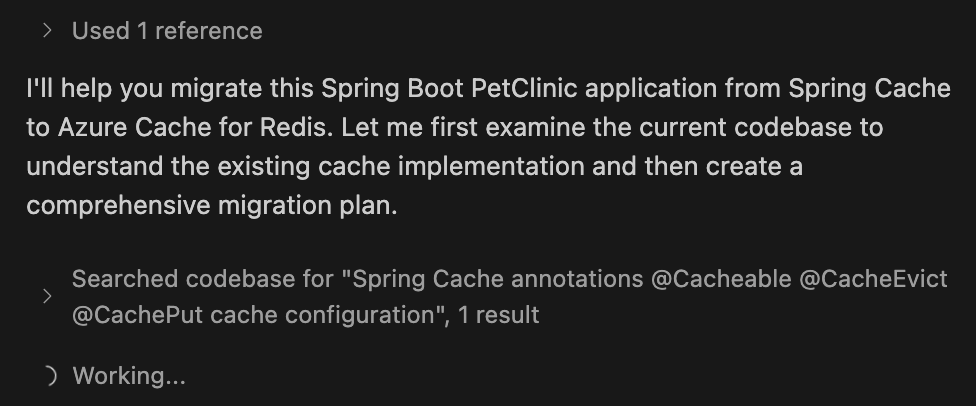 Used 1 reference
I'll help you migrate this Spring Boot PetClinic application from Spring Cache
to Azure Cache for Redis. Let me first examine the current codebase to
understand the existing cache implementation and then create a
comprehensive migration plan.
Searched codebase for "Spring Cache annotations @Cacheable @CacheEvict
@CachePut cache configuration", 1 result
Working...